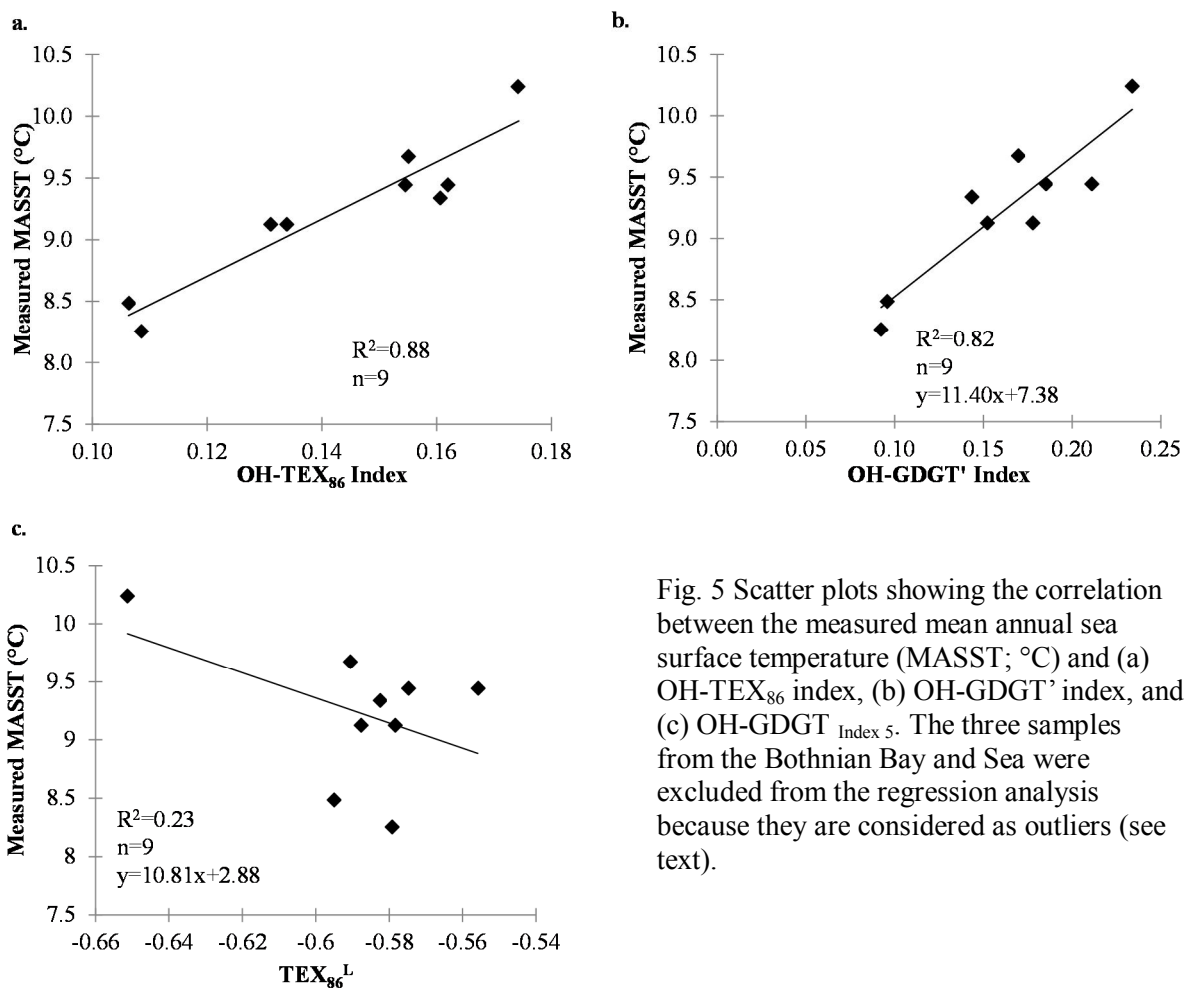 a.
10.5
10.0
9.5
9.0
8.5
8.0
7.5
Measured MASST (°C)
R²=0.88
n=9
0.10 0.12 0.14 0.16 0.18
OH-TEX₈₆ Index
b.
10.5
10.0
9.5
9.0
8.5
8.0
7.5
Measured MASST (°C)
R²=0.82
n=9
y=11.40x+7.38
0.00 0.05 0.10 0.15 0.20 0.25
OH-GDGT' Index
c.
10.5
10
9.5
9
8.5
8
7.5
Measured MASST (°C)
R²=0.23
n=9
y=10.81x+2.88
-0.66 -0.64 -0.62 -0.6 -0.58 -0.56 -0.54
TEX₈₆ᴸ
Fig. 5 Scatter plots showing the correlation
between the measured mean annual sea
surface temperature (MASST; °C) and (a)
OH-TEX₈₆ index, (b) OH-GDGT’ index, and
(c) OH-GDGT Index 5. The three samples
from the Bothnian Bay and Sea were
excluded from the regression analysis
because they are considered as outliers (see
text).